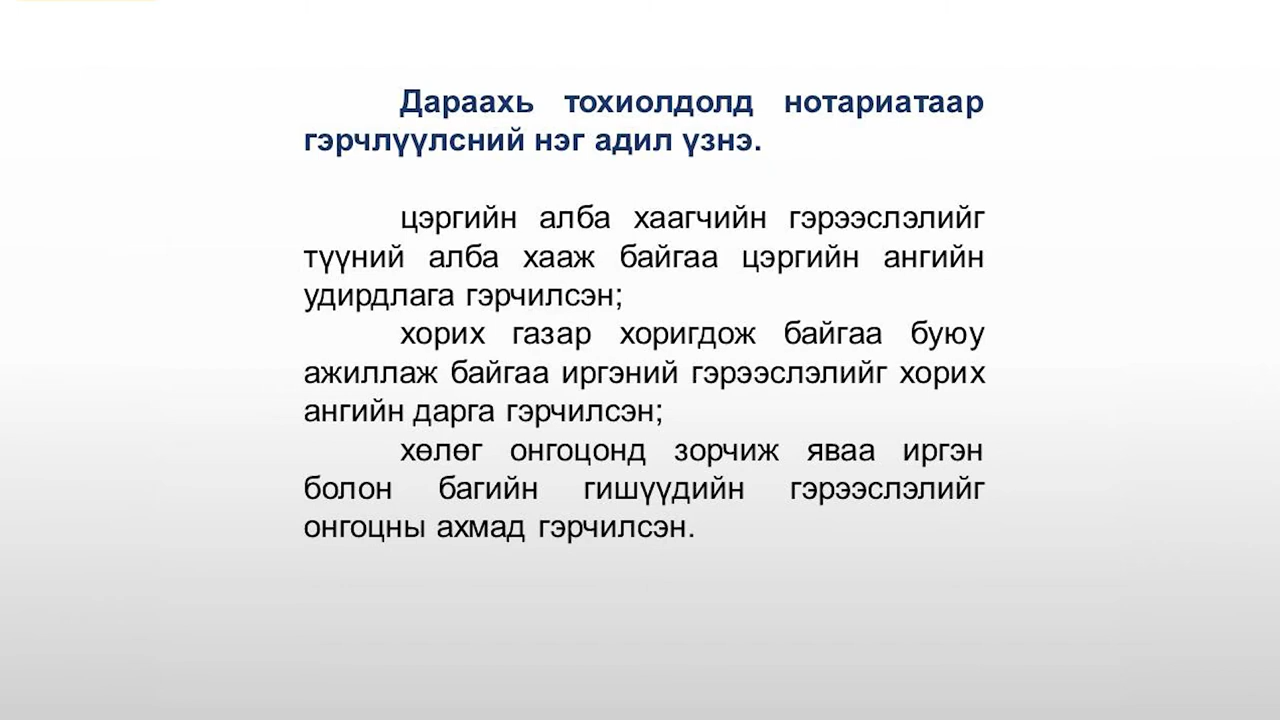 Дараахь тохиолдолд нотариатаар
гэрчлүүлсний нэг адил үзнэ.
цэргийн алба хаагчийн гэрээслэлийг
түүний алба хааж байгаа цэргийн ангийн
удирдлага гэрчилсэн;
хорих газар хоригдож байгаа буюу
ажиллаж байгаа иргэний гэрээслэлийг хорих
ангийн дарга гэрчилсэн;
хөлөг онгоцонд зорчиж яваа иргэн
болон багийн гишүүдийн гэрээслэлийг
онгоцны ахмад гэрчилсэн.